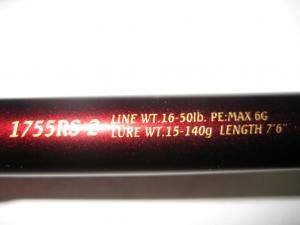 1755RS-2
LINE WT.16-50lb. PE:MAX 6G
LURE WT.15-140g LENGTH 7'6"